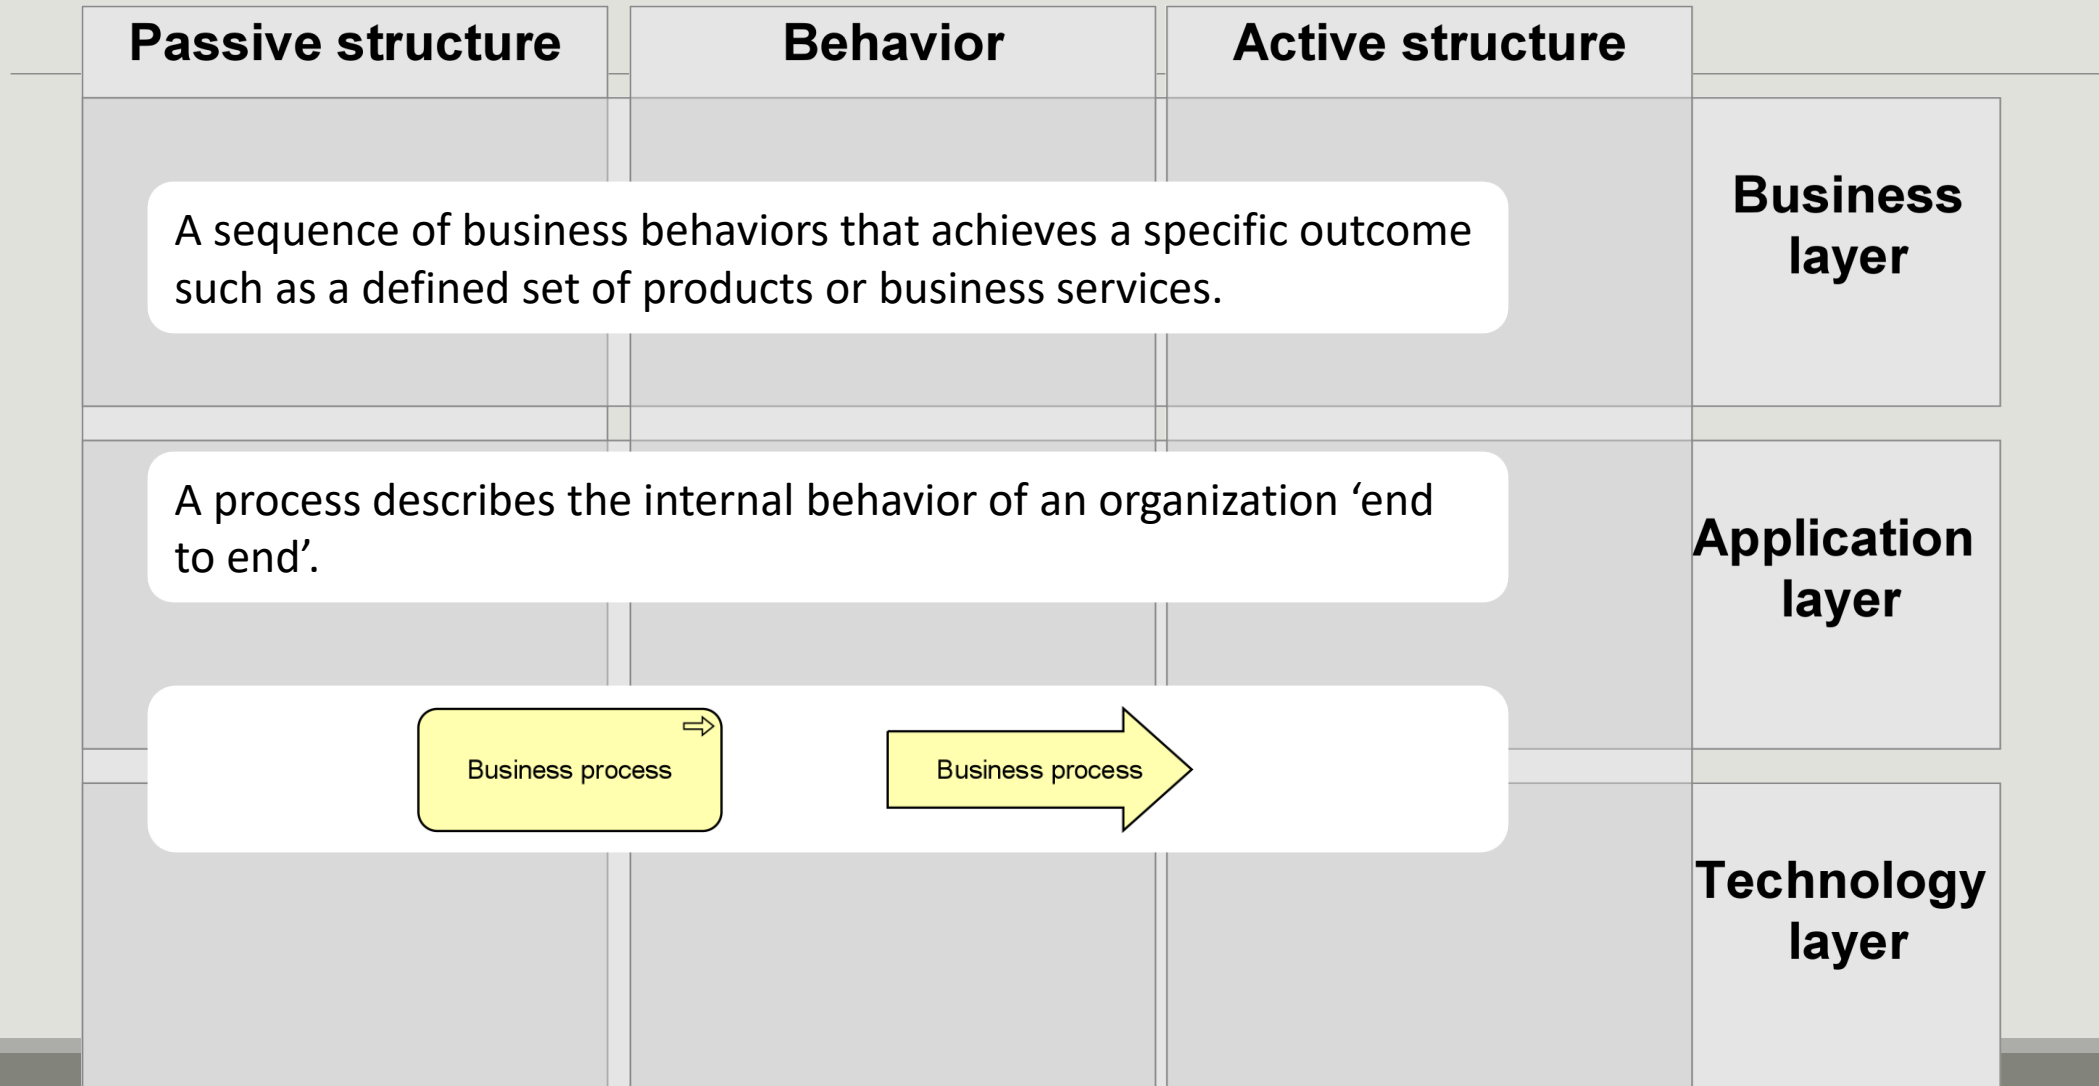 Passive structure
Behavior
Active structure
Business
layer
A sequence of business behaviors that achieves a specific outcome
such as a defined set of products or business services.
A process describes the internal behavior of an organization ‘end
to end’.
Application
layer
Business process
Business process
Technology
layer